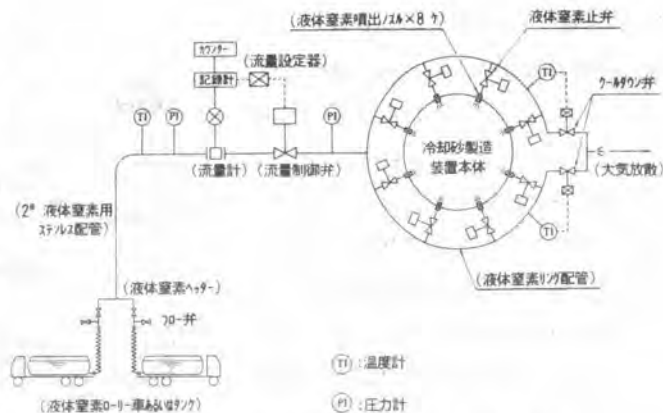 (液体窒素噴出ノズル×8ケ)
液体窒素止弁
カウンター
(流量設定器)
記録計
TI
クールダウン弁
TI
PI
PI
冷却砂製造
装置本体
(大気放散)
(流量計)
(流量制御弁)
TI
(2ᴮ 液体窒素用
ステンレス配管)
(液体窒素リング配管)
(液体窒素ヘッダー)
ブロー弁
TI :温度計
(液体窒素ローリー車あるいはタンク)
PI :圧力計